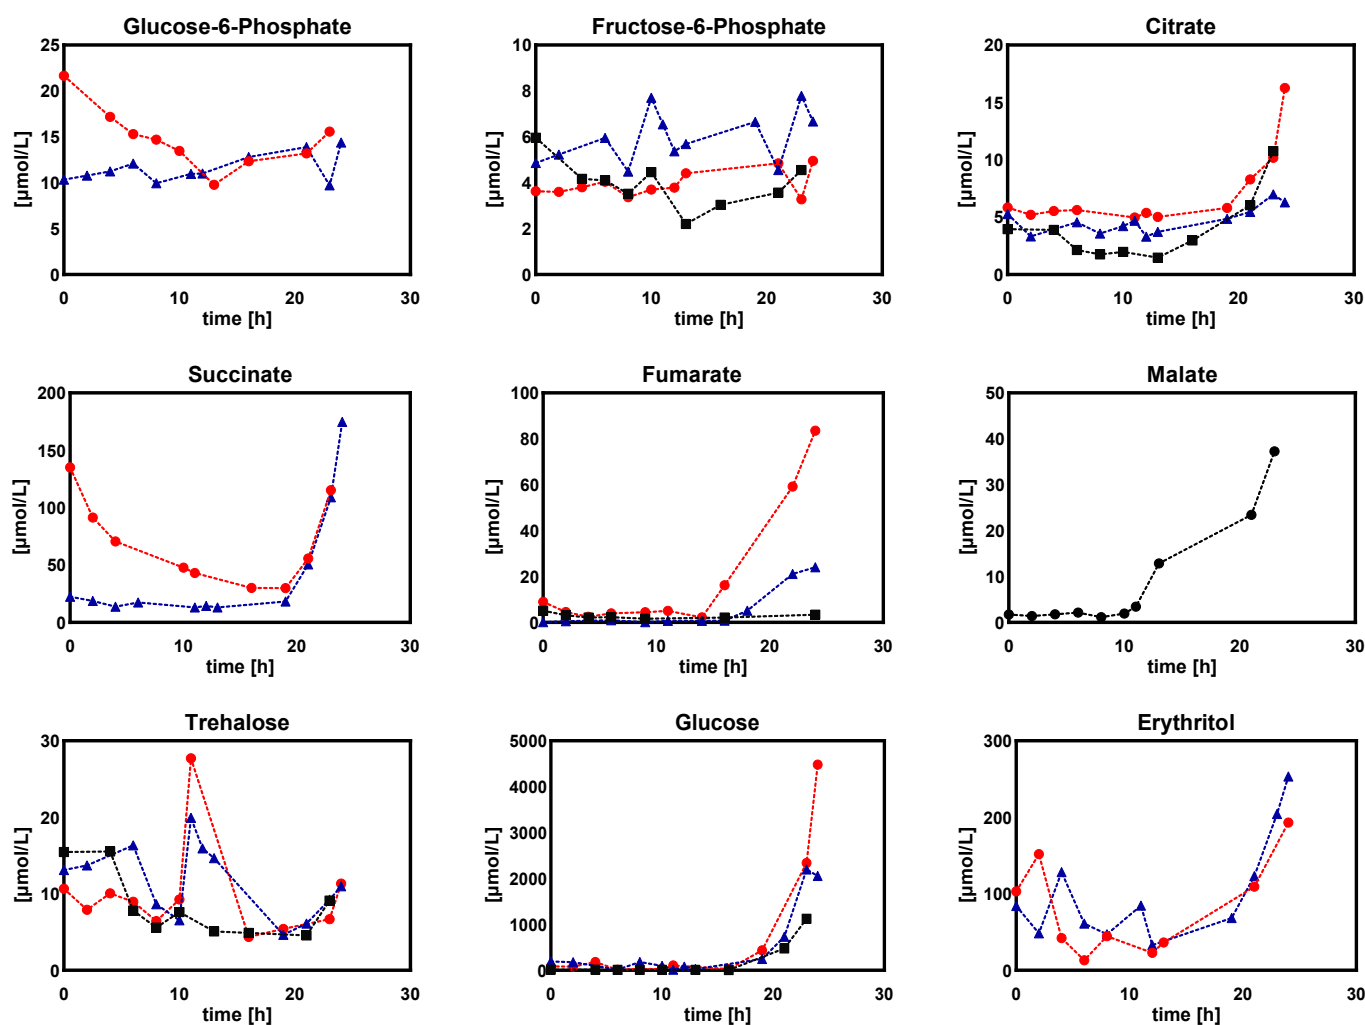 Glucose-6-Phosphate
[µmol/L]
25
20
15
10
5
0
0 10 20 30
time [h]
Fructose-6-Phosphate
[µmol/L]
10
8
6
4
2
0
0 10 20 30
time [h]
Citrate
[µmol/L]
20
15
10
5
0
0 10 20 30
time [h]
Succinate
[µmol/L]
200
150
100
50
0
0 10 20 30
time [h]
Fumarate
[µmol/L]
100
80
60
40
20
0
0 10 20 30
time [h]
Malate
[µmol/L]
50
40
30
20
10
0
0 10 20 30
time [h]
Trehalose
[µmol/L]
30
20
10
0
0 10 20 30
time [h]
Glucose
[µmol/L]
5000
4000
3000
2000
1000
0
0 10 20 30
time [h]
Erythritol
[µmol/L]
300
200
100
0
0 10 20 30
time [h]